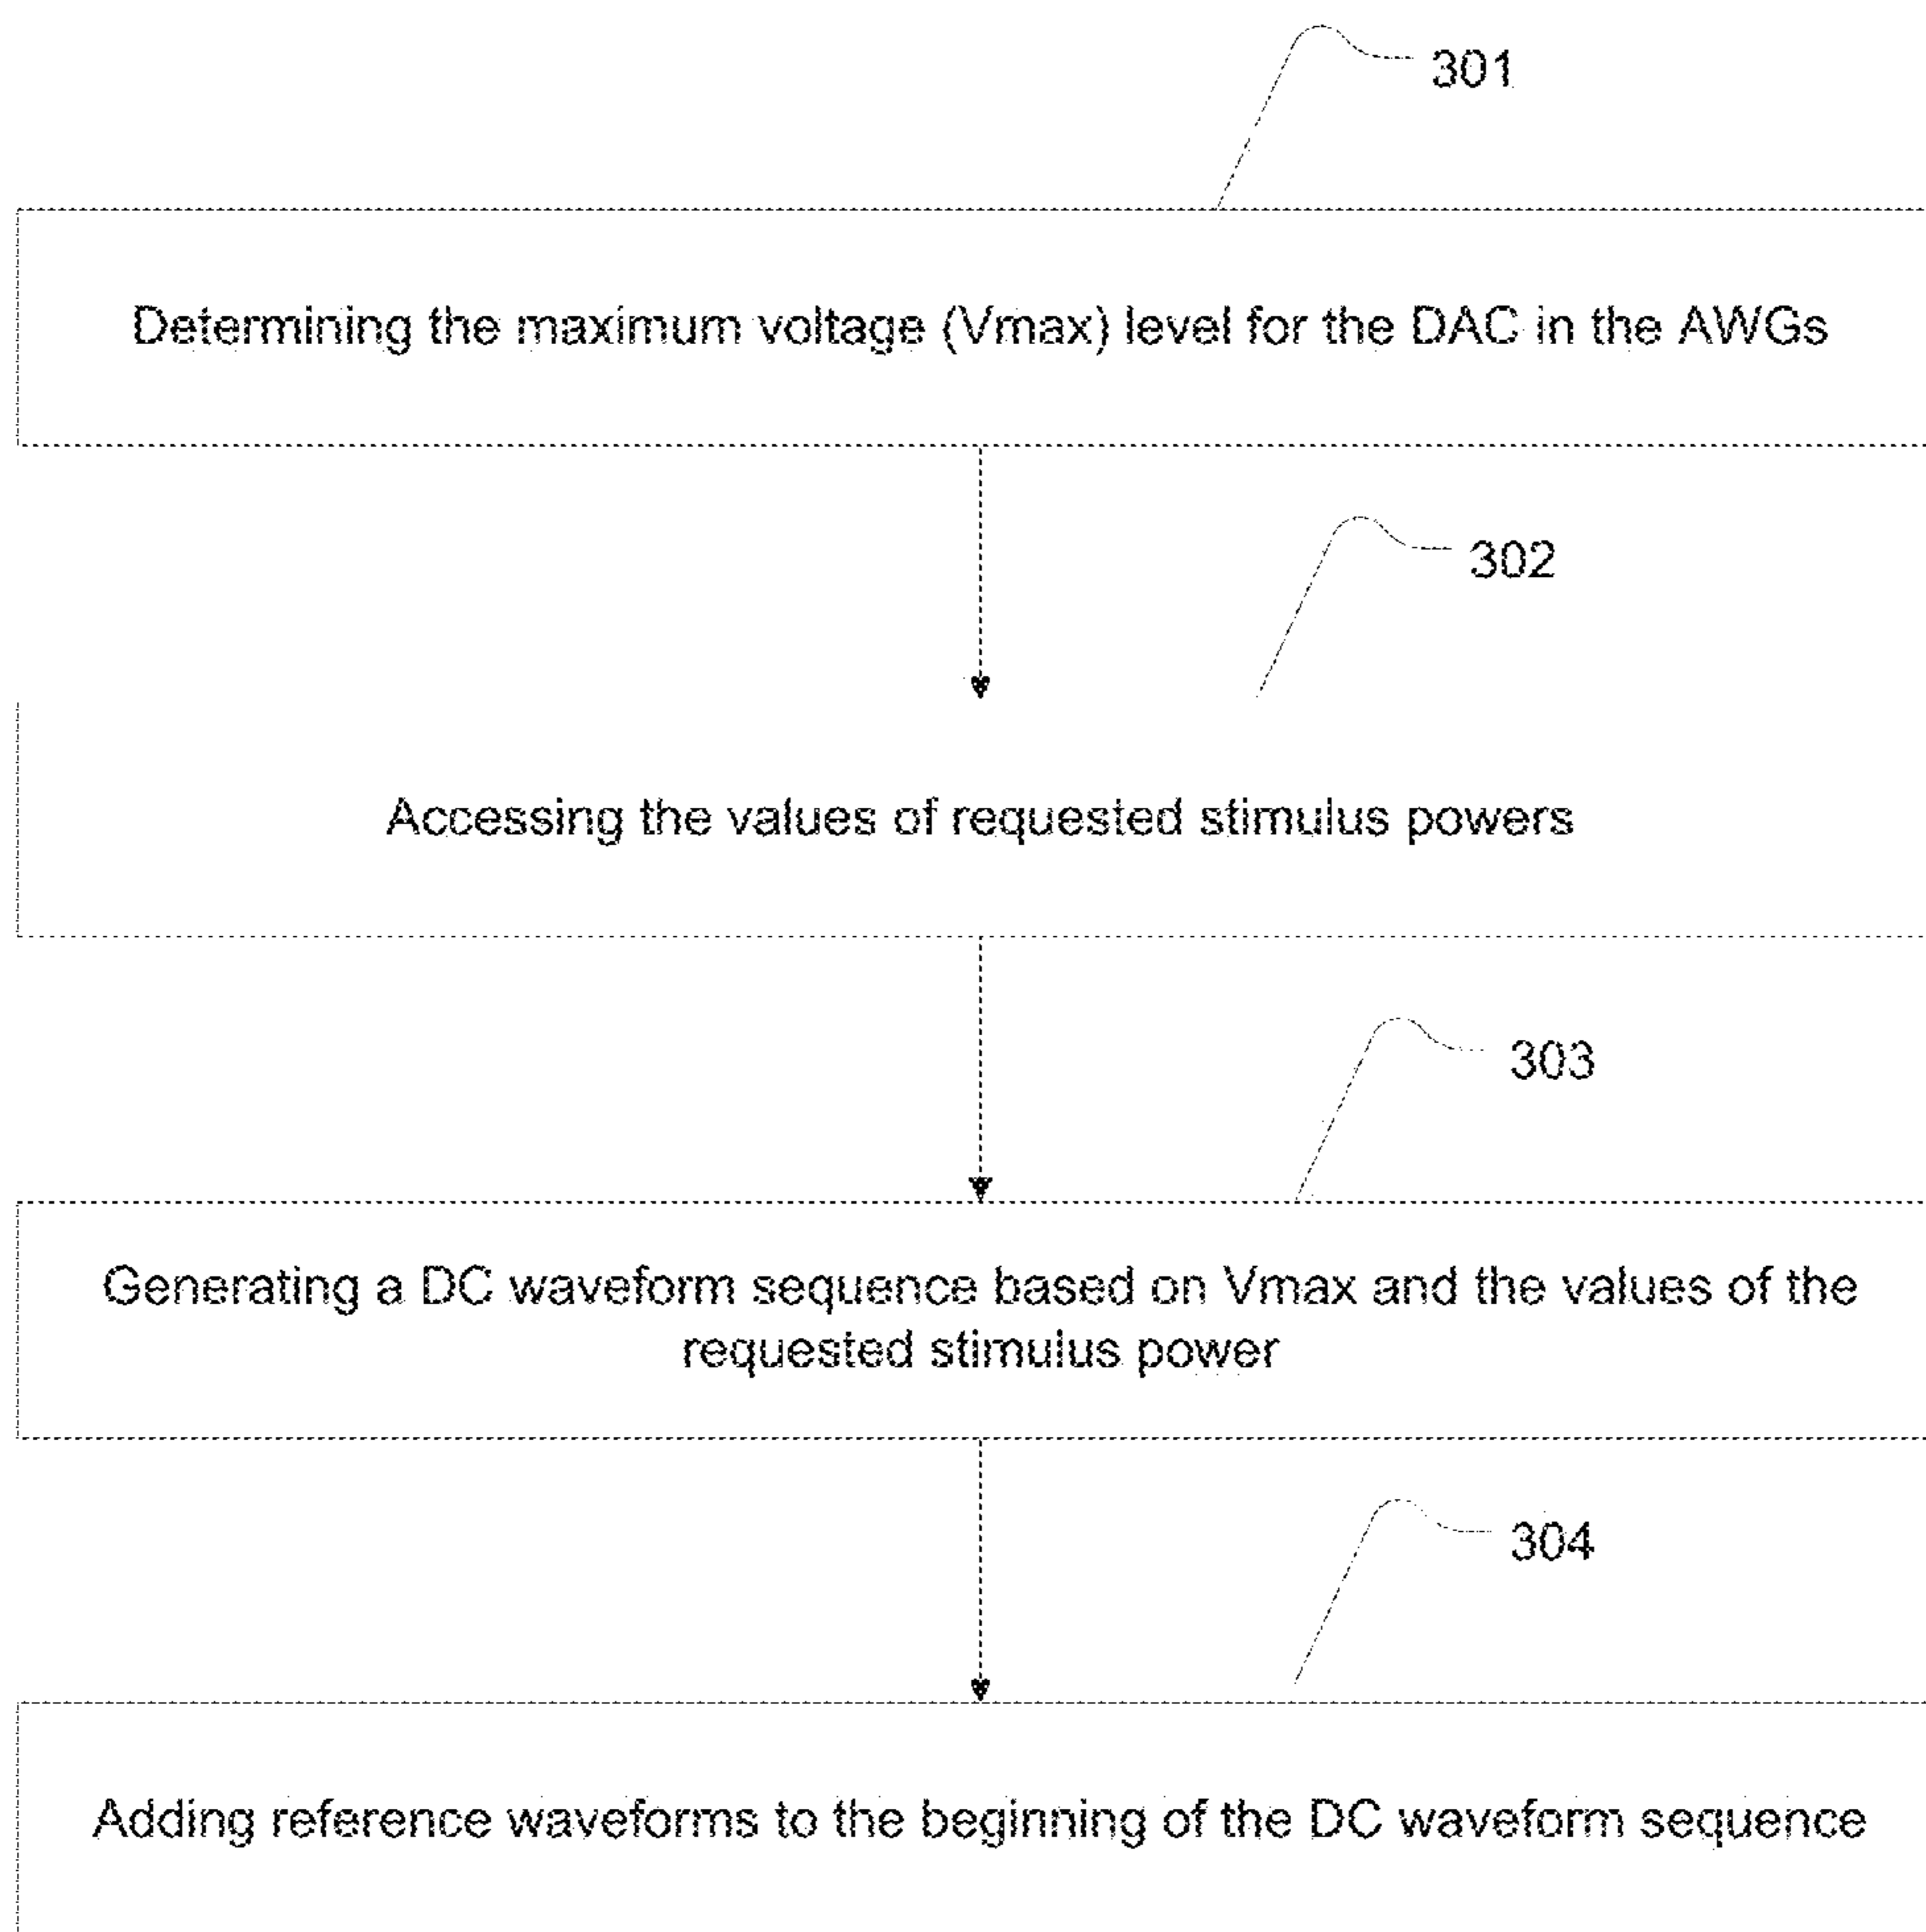 301
Determining the maximum voltage (Vmax) level for the DAC in the AWGs
302
Accessing the values of requested stimulus powers
303
Generating a DC waveform sequence based on Vmax and the values of the
requested stimulus power
304
Adding reference waveforms to the beginning of the DC waveform sequence